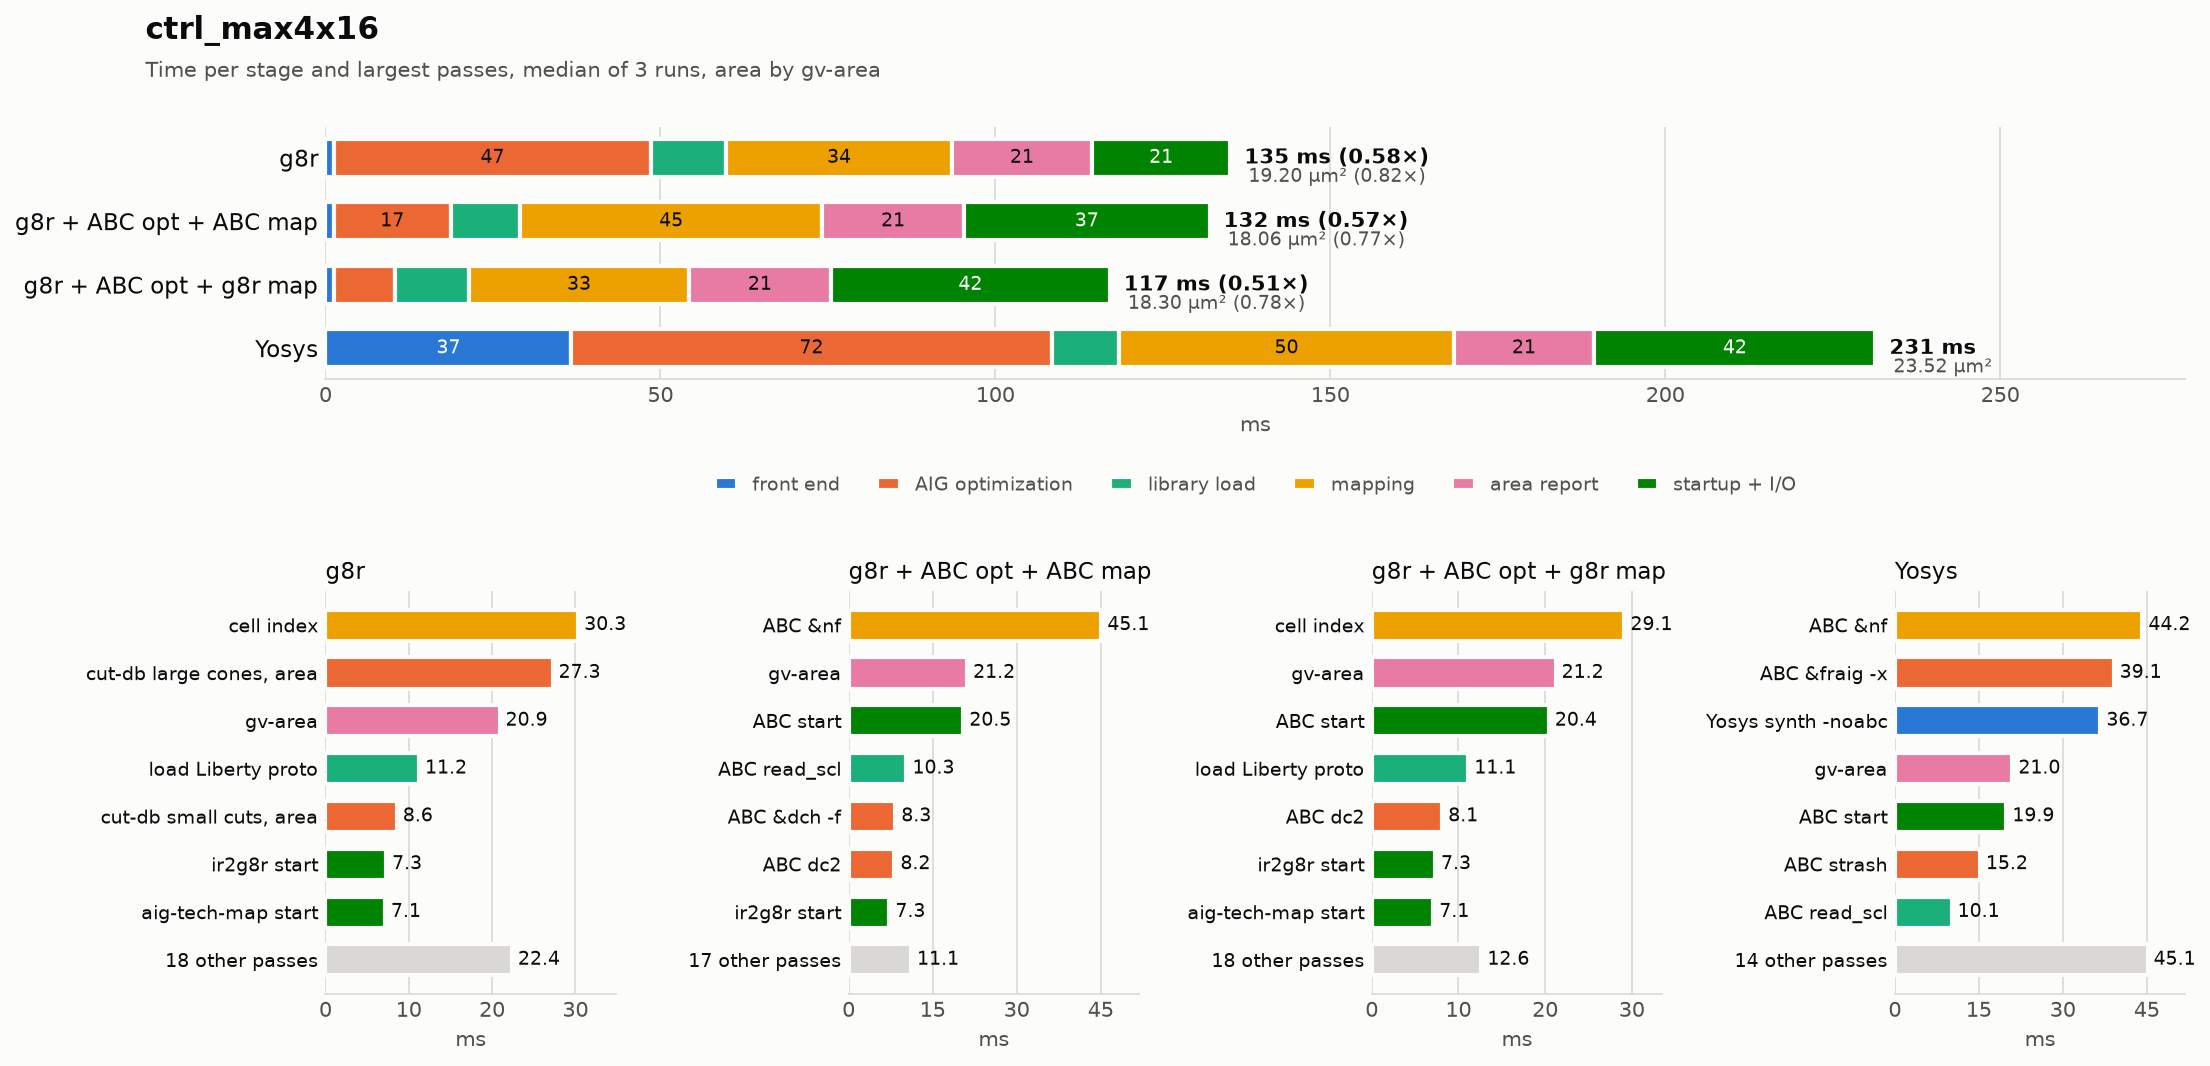 ctrl_max4x16
Time per stage and largest passes, median of 3 runs, area by gv-area
g8r 47 34 21 21 135 ms (0.58×)
19.20 µm² (0.82×)
g8r + ABC opt + ABC map 17 45 21 37 132 ms (0.57×)
18.06 µm² (0.77×)
g8r + ABC opt + g8r map 33 21 42 117 ms (0.51×)
18.30 µm² (0.78×)
Yosys 37 72 50 21 42 231 ms
23.52 µm²
0 50 100 150 200 250
ms
front end AIG optimization library load mapping area report startup + I/O
g8r
cell index 30.3
cut-db large cones, area 27.3
gv-area 20.9
load Liberty proto 11.2
cut-db small cuts, area 8.6
ir2g8r start 7.3
aig-tech-map start 7.1
18 other passes 22.4
0 10 20 30
ms
g8r + ABC opt + ABC map
ABC &nf 45.1
gv-area 21.2
ABC start 20.5
ABC read_scl 10.3
ABC &dch -f 8.3
ABC dc2 8.2
ir2g8r start 7.3
17 other passes 11.1
0 15 30 45
ms
g8r + ABC opt + g8r map
cell index 29.1
gv-area 21.2
ABC start 20.4
load Liberty proto 11.1
ABC dc2 8.1
ir2g8r start 7.3
aig-tech-map start 7.1
18 other passes 12.6
0 10 20 30
ms
Yosys
ABC &nf 44.2
ABC &fraig -x 39.1
Yosys synth -noabc 36.7
gv-area 21.0
ABC start 19.9
ABC strash 15.2
ABC read_scl 10.1
14 other passes 45.1
0 15 30 45
ms